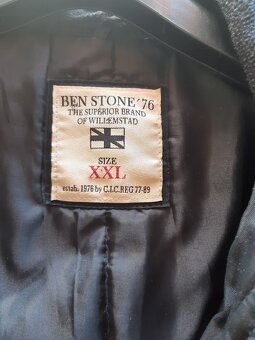 BEN STONE '76
THE SUPERIOR BRAND
OF WILLEMSTAD
SIZE
XXL
estab. 1976 by C.I.C.REG 77-89